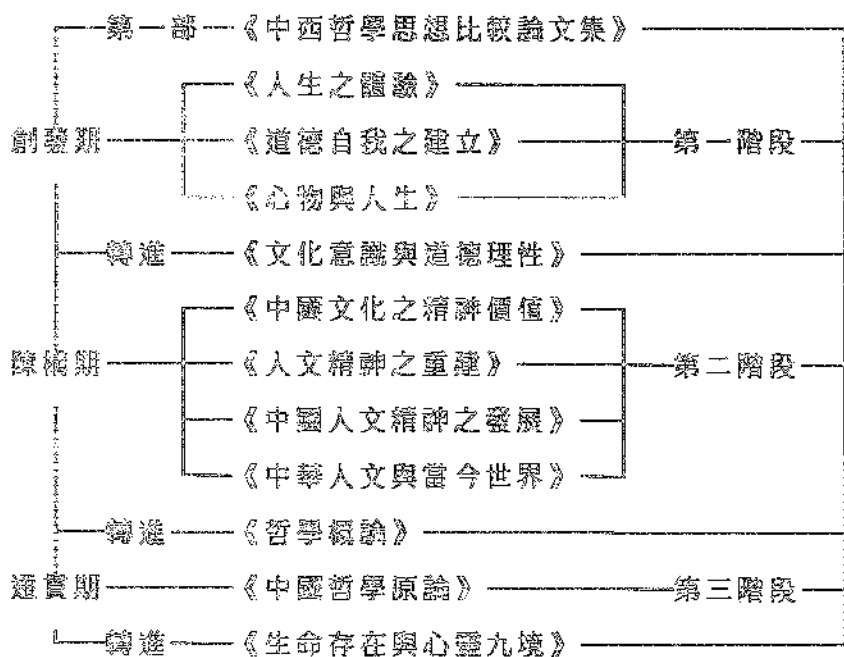 第一部 《中西哲學思想比較論文集》
《人生之體驗》
創發期 《道德自我之建立》 第一階段
《心物與人生》
轉進 《文化意識與道德理性》
《中國文化之精神價值》
陳構期 《人文精神之重建》 第二階段
《中國人文精神之發展》
《中華人文與當今世界》
轉進 《哲學概論》
通貫期 《中國哲學原論》 第三階段
轉進 《生命存在與心靈九境》